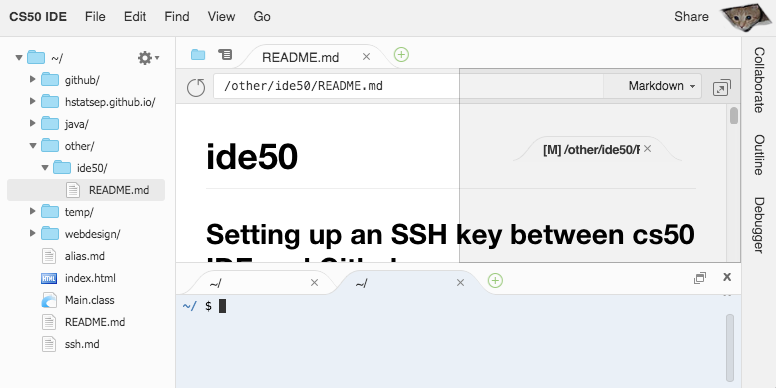 CS50 IDE File Edit Find View Go Share
~/
github/
hstatsep.github.io/
java/
other/
ide50/
README.md
temp/
webdesign/
alias.md
index.html
Main.class
README.md
ssh.md
README.md
/other/ide50/README.md Markdown
[M] /other/ide50/F
ide50
Setting up an SSH key between cs50
IDE and Github
~/ ~/
~/ $
Collaborate
Outline
Debugger